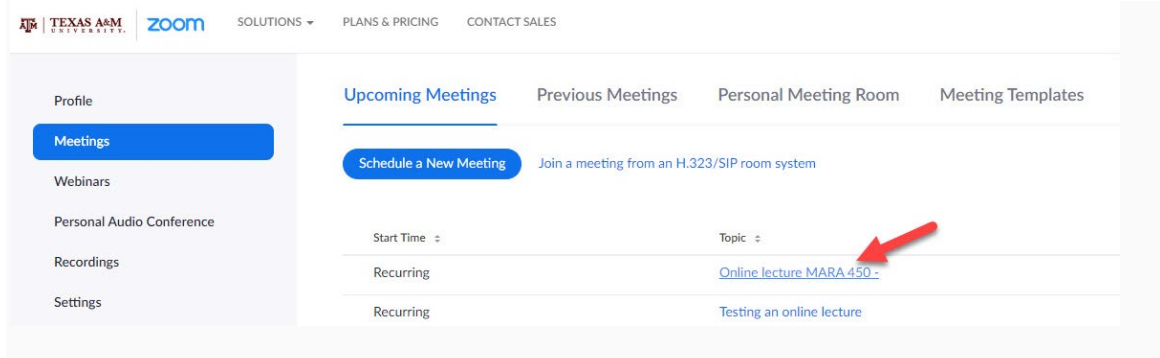 ATM | TEXAS A&M UNIVERSITY. zoom SOLUTIONS PLANS & PRICING CONTACT SALES
Profile
Meetings
Webinars
Personal Audio Conference
Recordings
Settings
Upcoming Meetings Previous Meetings Personal Meeting Room Meeting Templates
Schedule a New Meeting Join a meeting from an H.323/SIP room system
Start Time Topic
Recurring Online lecture MARA 450 -
Recurring Testing an online lecture